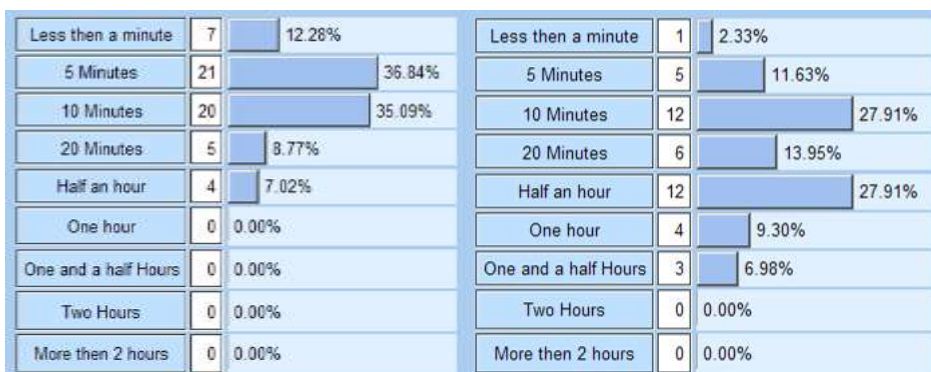 Less then a minute 7 12.28%
5 Minutes 21 36.84%
10 Minutes 20 35.09%
20 Minutes 5 8.77%
Half an hour 4 7.02%
One hour 0 0.00%
One and a half Hours 0 0.00%
Two Hours 0 0.00%
More then 2 hours 0 0.00%
Less then a minute 1 2.33%
5 Minutes 5 11.63%
10 Minutes 12 27.91%
20 Minutes 6 13.95%
Half an hour 12 27.91%
One hour 4 9.30%
One and a half Hours 3 6.98%
Two Hours 0 0.00%
More then 2 hours 0 0.00%